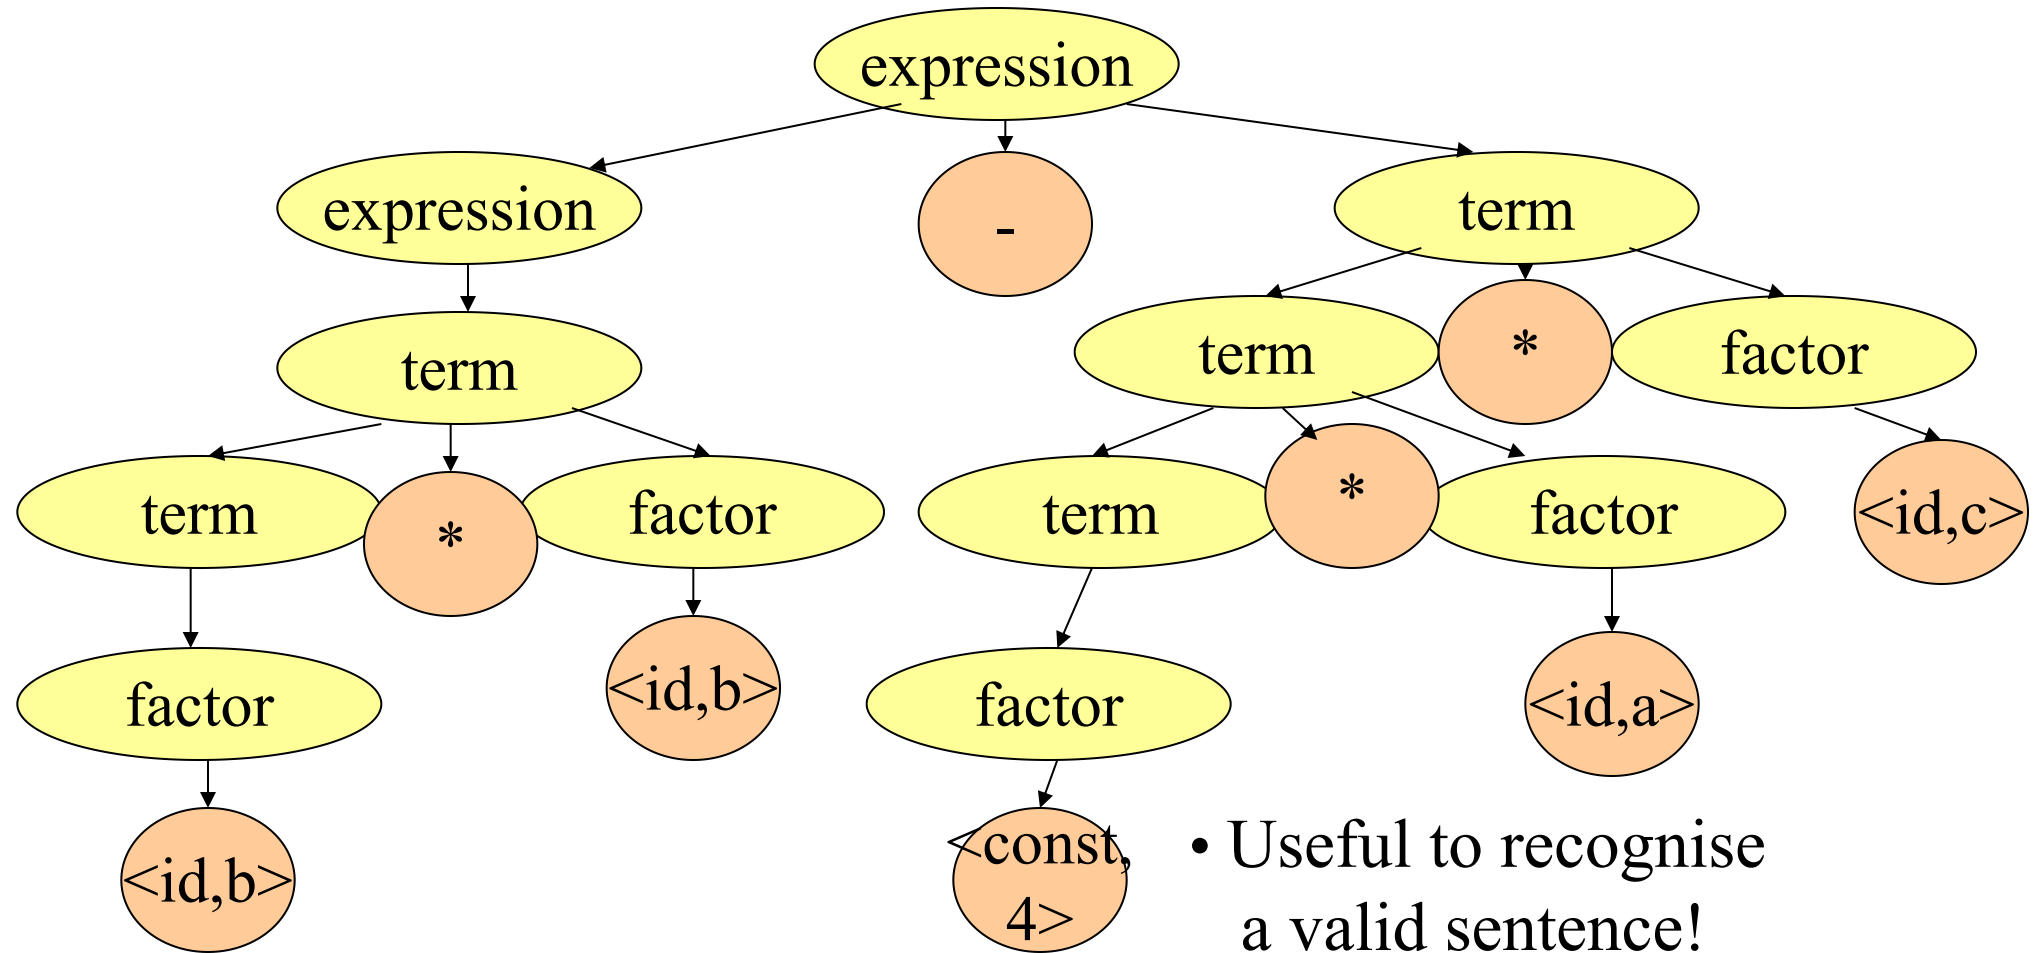 expression
expression
-
term
term
term
*
factor
term
*
factor
term
*
factor
<id,c>
factor
<id,b>
factor
<id,a>
<id,b>
<const,
4>
• Useful to recognise
a valid sentence!